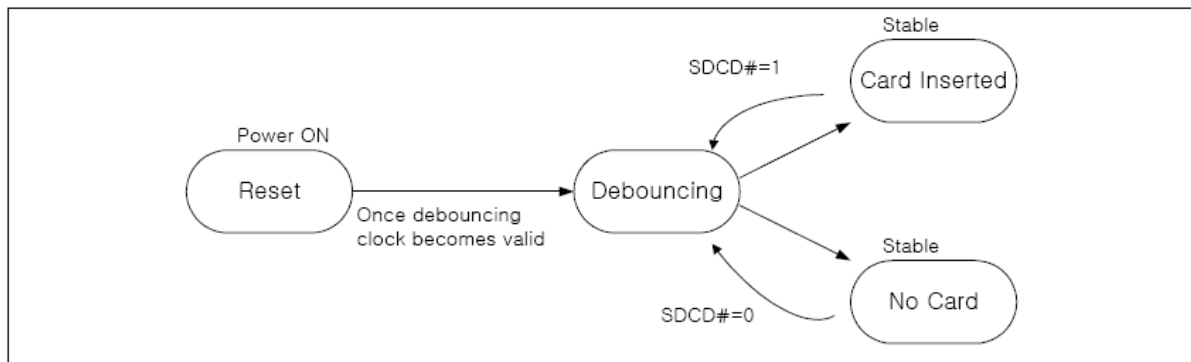 Power ON
Reset
Once debouncing
clock becomes valid
Debouncing
SDCD#=1
Stable
Card Inserted
Stable
No Card
SDCD#=0